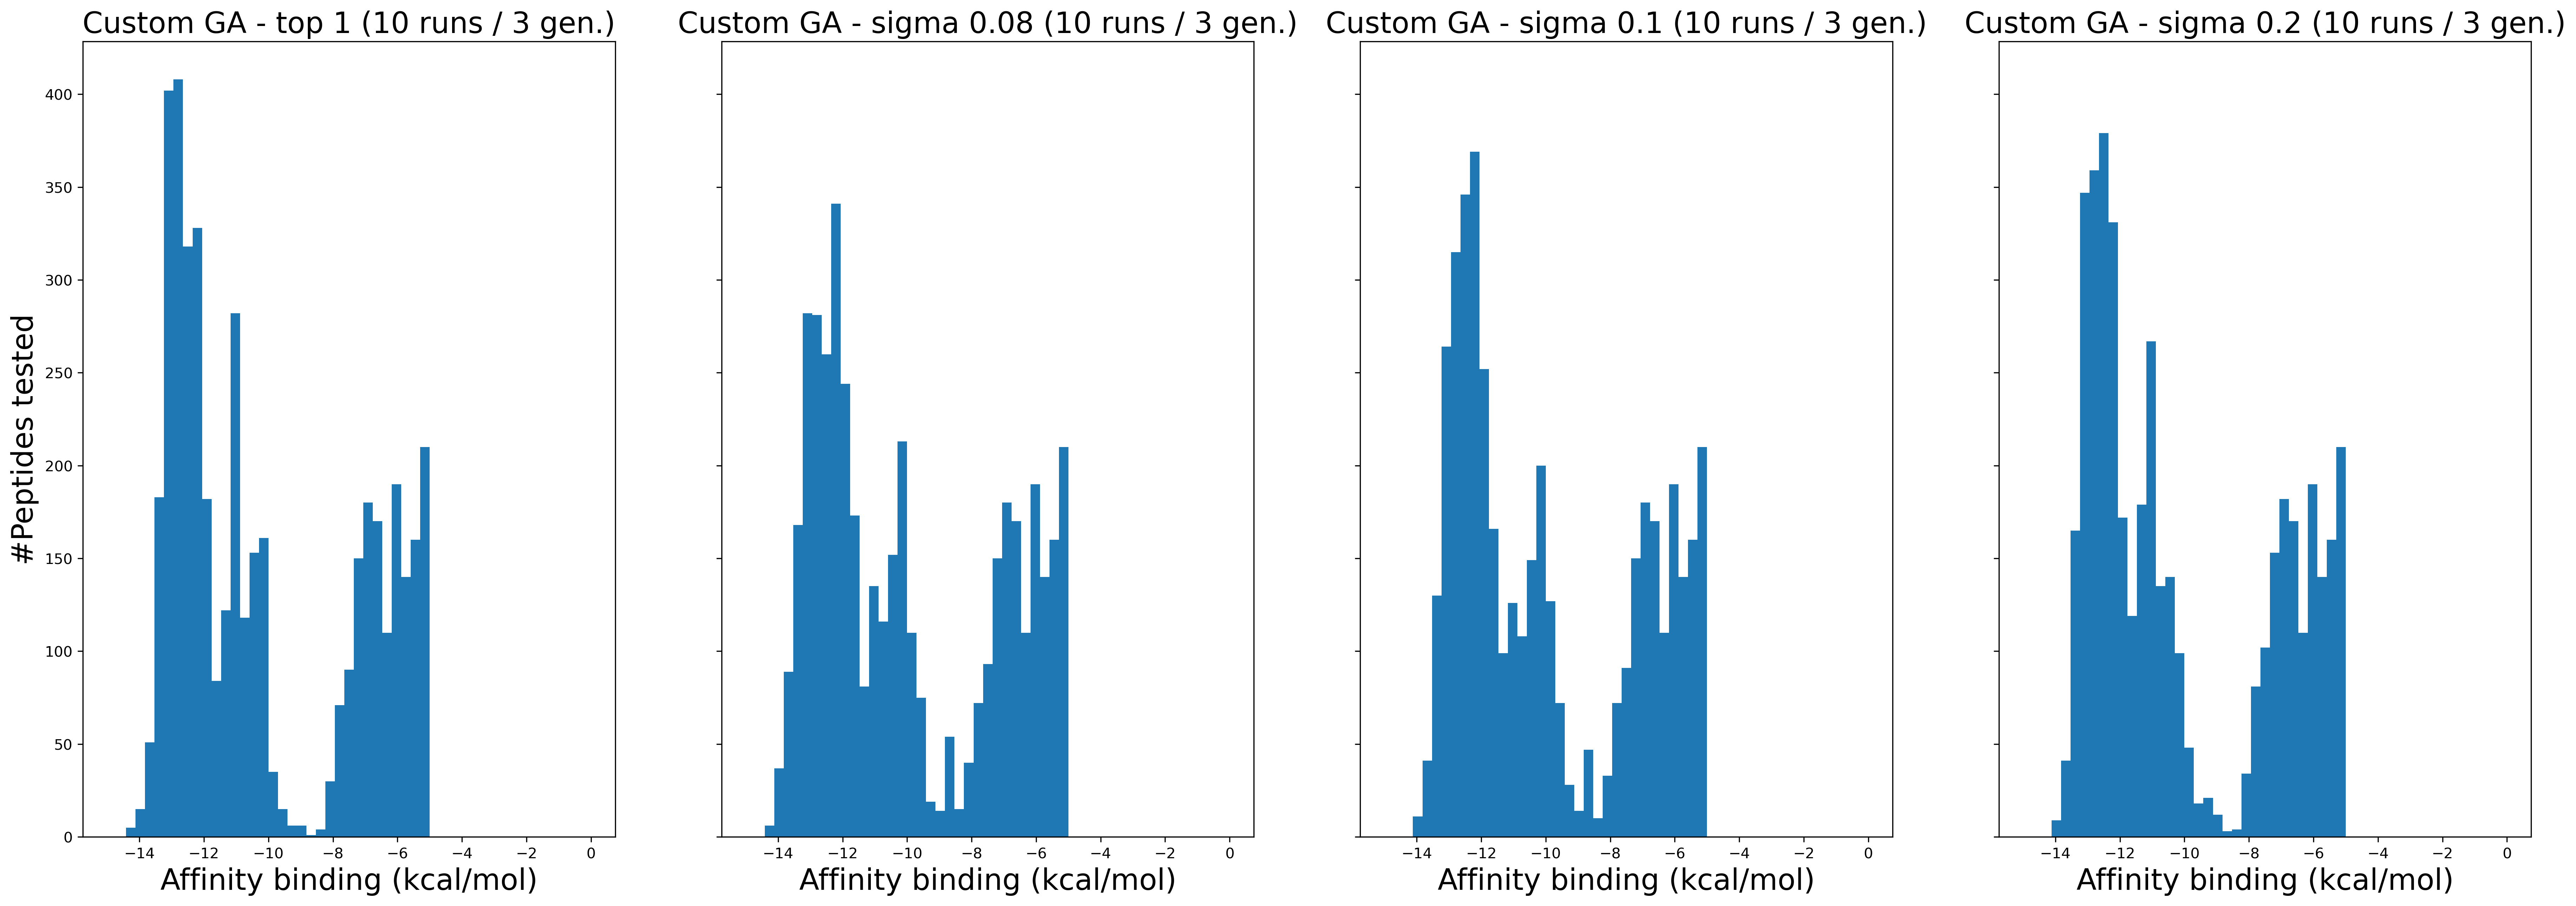 Custom GA - top 1 (10 runs / 3 gen.)
Custom GA - sigma 0.08 (10 runs / 3 gen.)
Custom GA - sigma 0.1 (10 runs / 3 gen.)
Custom GA - sigma 0.2 (10 runs / 3 gen.)
#Peptides tested
400
350
300
250
200
150
100
50
0
−14 −12 −10 −8 −6 −4 −2 0
Affinity binding (kcal/mol)
−14 −12 −10 −8 −6 −4 −2 0
Affinity binding (kcal/mol)
−14 −12 −10 −8 −6 −4 −2 0
Affinity binding (kcal/mol)
−14 −12 −10 −8 −6 −4 −2 0
Affinity binding (kcal/mol)